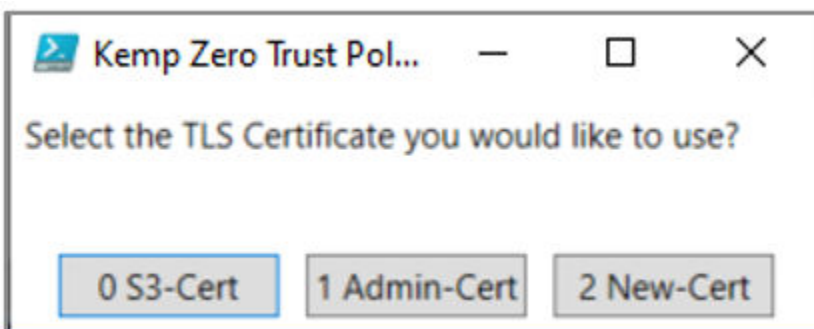 Kemp Zero Trust Pol...
Select the TLS Certificate you would like to use?
0 S3-Cert 1 Admin-Cert 2 New-Cert